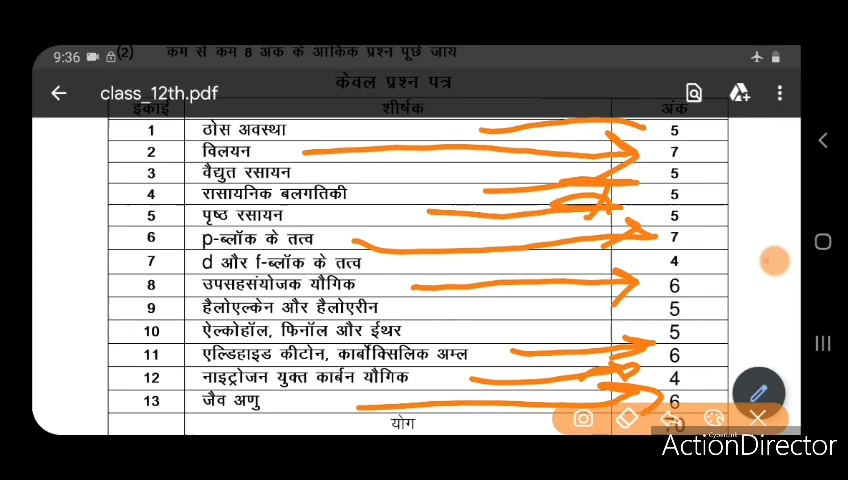 (2) कम से कम 8 अंक के आंकिक प्रश्न पूछे जाय
9:36
केवल प्रश्न पत्र
class_12th.pdf
इकाई शीर्षक अंक
1 ठोस अवस्था 5
2 विलयन 7
3 वैद्युत रसायन 5
4 रासायनिक बलगतिकी 5
5 पृष्ठ रसायन 5
6 p-ब्लॉक के तत्व 7
7 d और f-ब्लॉक के तत्व 4
8 उपसहसंयोजक यौगिक 6
9 हैलोएल्केन और हैलोएरीन 5
10 ऐल्कोहॉल, फिनॉल और ईथर 5
11 एल्डिहाइड कीटोन, कार्बोक्सिलिक अम्ल 6
12 नाइट्रोजन युक्त कार्बन यौगिक 4
13 जैव अणु 6
योग 70
CyberLink
ActionDirector